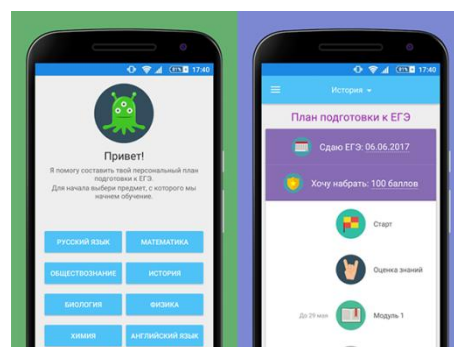 81% 17:40
Привет!
Я помогу составить твой персональный план
подготовки к ЕГЭ.
Для начала выбери предмет, с которого мы
начнем обучение.
РУССКИЙ ЯЗЫК
МАТЕМАТИКА
ОБЩЕСТВОЗНАНИЕ
ИСТОРИЯ
БИОЛОГИЯ
ФИЗИКА
ХИМИЯ
АНГЛИЙСКИЙ ЯЗЫК
81% 17:40
История
План подготовки к ЕГЭ
Сдаю ЕГЭ: 06.06.2017
Хочу набрать: 100 баллов
Старт
Оценка знаний
До 29 мая Модуль 1